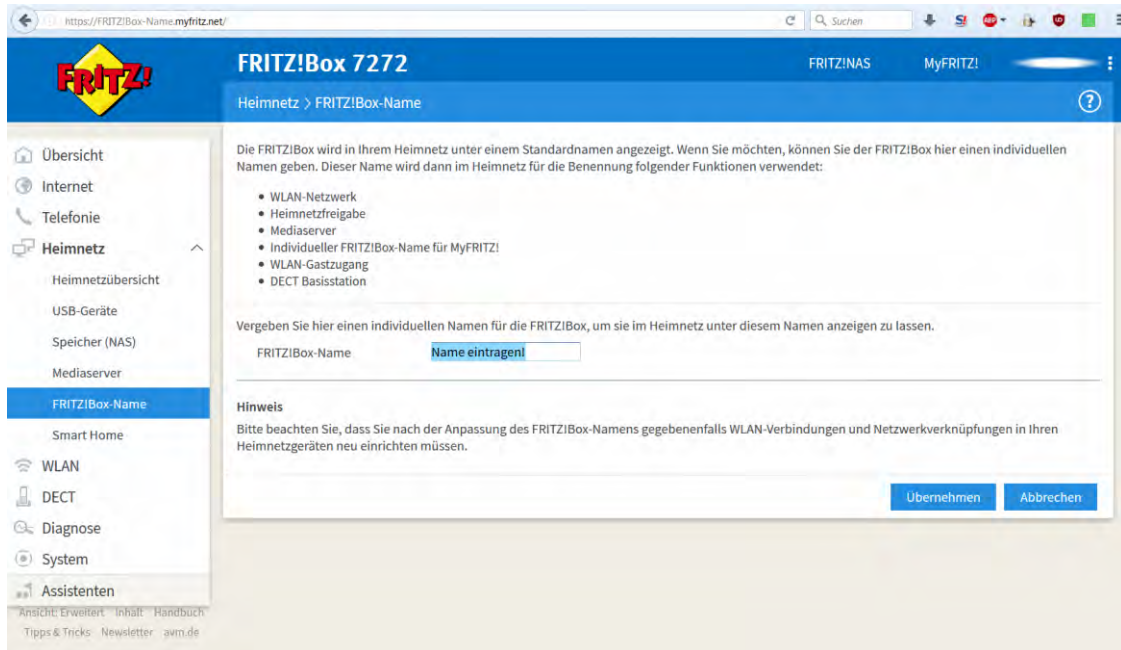 https://FRITZ!Box-Name.myfritz.net/
Suchen
FRITZ!
FRITZ!Box 7272
FRITZ!NAS
MyFRITZ!
Heimnetz > FRITZ!Box-Name
Übersicht
Internet
Telefonie
Heimnetz
Heimnetzübersicht
USB-Geräte
Speicher (NAS)
Mediaserver
FRITZ!Box-Name
Smart Home
WLAN
DECT
Diagnose
System
Assistenten
Ansicht: Erweitert Inhalt Handbuch
Tipps & Tricks Newsletter avm.de
Die FRITZ!Box wird in Ihrem Heimnetz unter einem Standardnamen angezeigt. Wenn Sie möchten, können Sie der FRITZ!Box hier einen individuellen
Namen geben. Dieser Name wird dann im Heimnetz für die Benennung folgender Funktionen verwendet:
• WLAN-Netzwerk
• Heimnetzfreigabe
• Mediaserver
• Individueller FRITZ!Box-Name für MyFRITZ!
• WLAN-Gastzugang
• DECT Basisstation
Vergeben Sie hier einen individuellen Namen für die FRITZ!Box, um sie im Heimnetz unter diesem Namen anzeigen zu lassen.
FRITZ!Box-Name Name eintragen!
Hinweis
Bitte beachten Sie, dass Sie nach der Anpassung des FRITZ!Box-Namens gegebenenfalls WLAN-Verbindungen und Netzwerkverknüpfungen in Ihren
Heimnetzgeräten neu einrichten müssen.
Übernehmen
Abbrechen